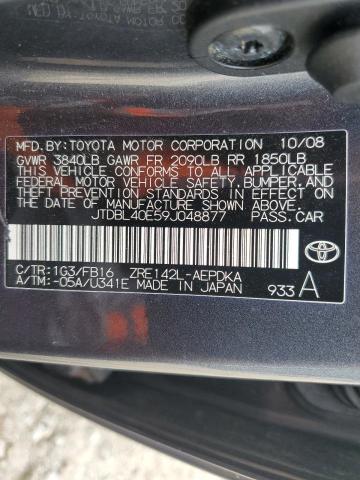 MFD. BY: TOYOTA MOTOR CORPORATION 10/08
GVWR 3840LB GAWR FR 2090LB RR 1850LB
THIS VEHICLE CONFORMS TO ALL APPLICABLE
FEDERAL MOTOR VEHICLE SAFETY, BUMPER, AND
THEFT PREVENTION STANDARDS IN EFFECT ON
THE DATE OF MANUFACTURE SHOWN ABOVE.
JTDBL40E59J048877 PASS.CAR
C/TR:1G3/FB16 ZRE142L-AEPDKA
A/TM:-05A/U341E MADE IN JAPAN 933 A
TOYOTA